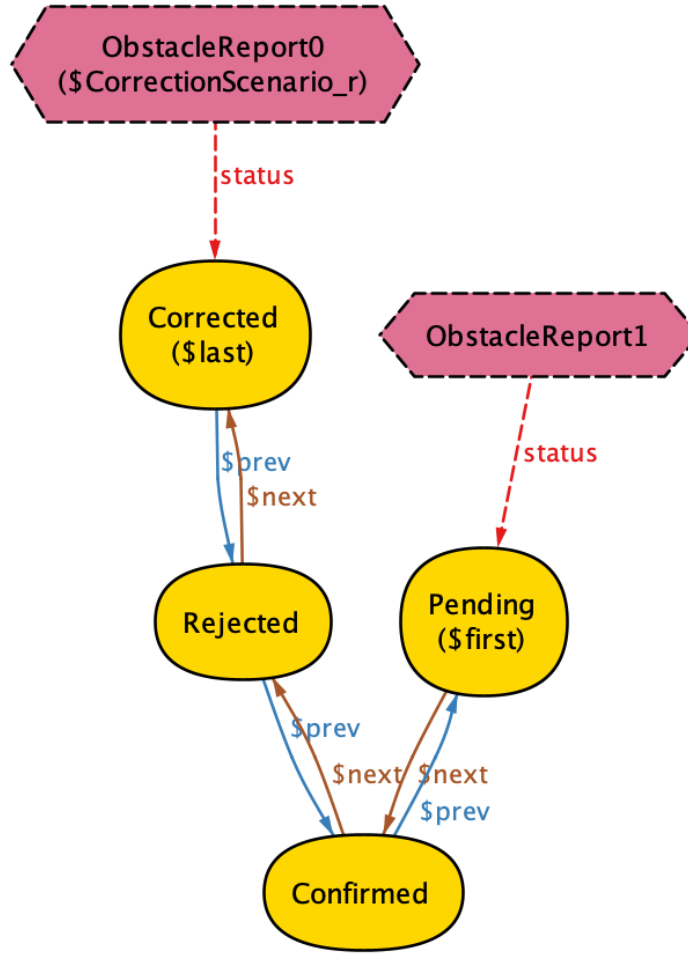 ObstacleReport0
($CorrectionScenario_r)
status
Corrected
($last)
ObstacleReport1
$prev
status
$next
Pending
($first)
Rejected
$prev
$next
$next
$prev
Confirmed